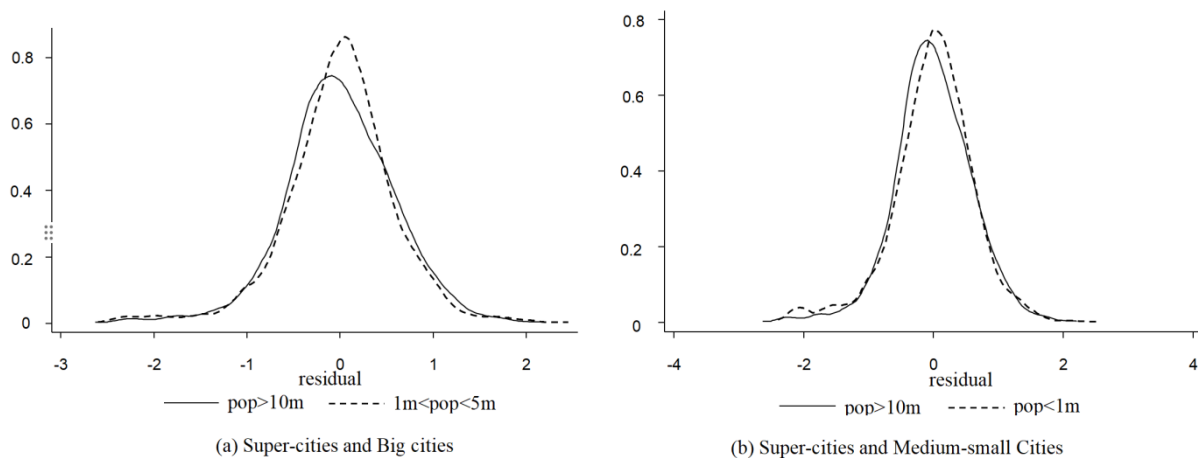 0.8
0.6
0.4
0.2
0
-3 -2 -1 0 1 2
residual
pop>10m 1m<pop<5m
(a) Super-cities and Big cities
0.8
0.6
0.4
0.2
0
-4 -2 0 2 4
residual
pop>10m pop<1m
(b) Super-cities and Medium-small Cities